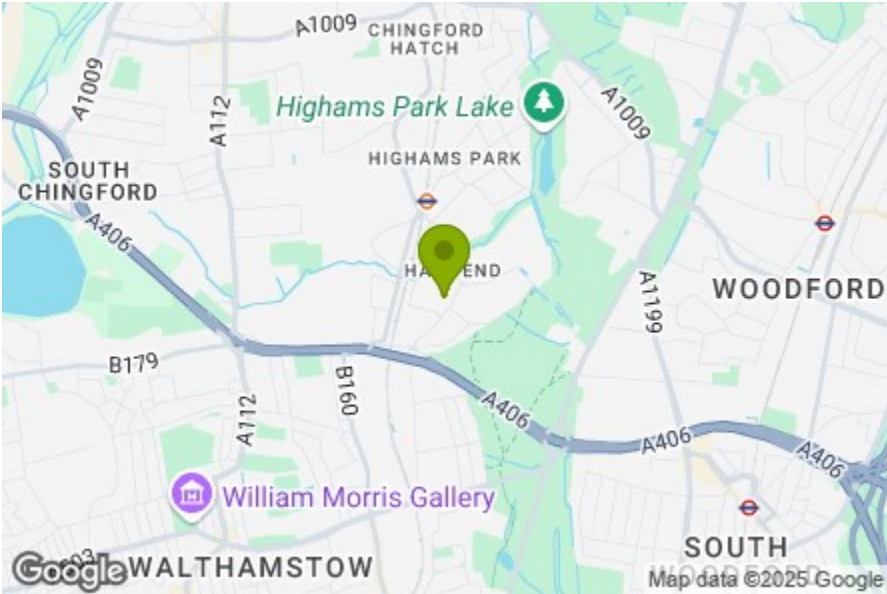 A1009
CHINGFORD
HATCH
A1009
A112
Highams Park Lake
A1009
HIGHAMS PARK
SOUTH
CHINGFORD
A406
END
WOODFORD
A1199
B179
B160
A112
A406
A406
A406
William Morris Gallery
SOUTH
Google
WALTHAMSTOW
Map data ©2025 Google